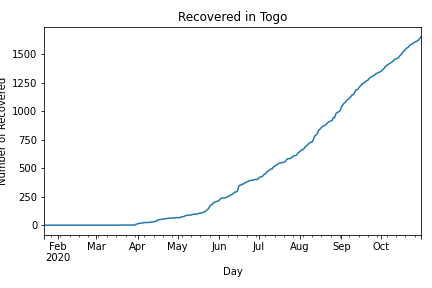 Recovered in Togo
Number of Recovered
1500
1250
1000
750
500
250
0
Feb Mar Apr May Jun Jul Aug Sep Oct
2020
Day